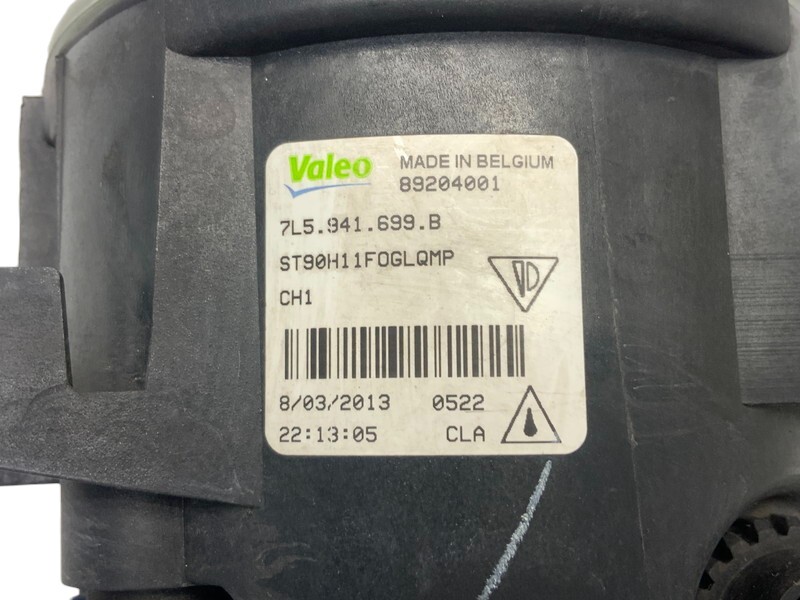 Valeo MADE IN BELGIUM
89204001
7L5.941.699.B
ST90H11FOGLQMP
CH1
8/03/2013 0522
22:13:05 CLA